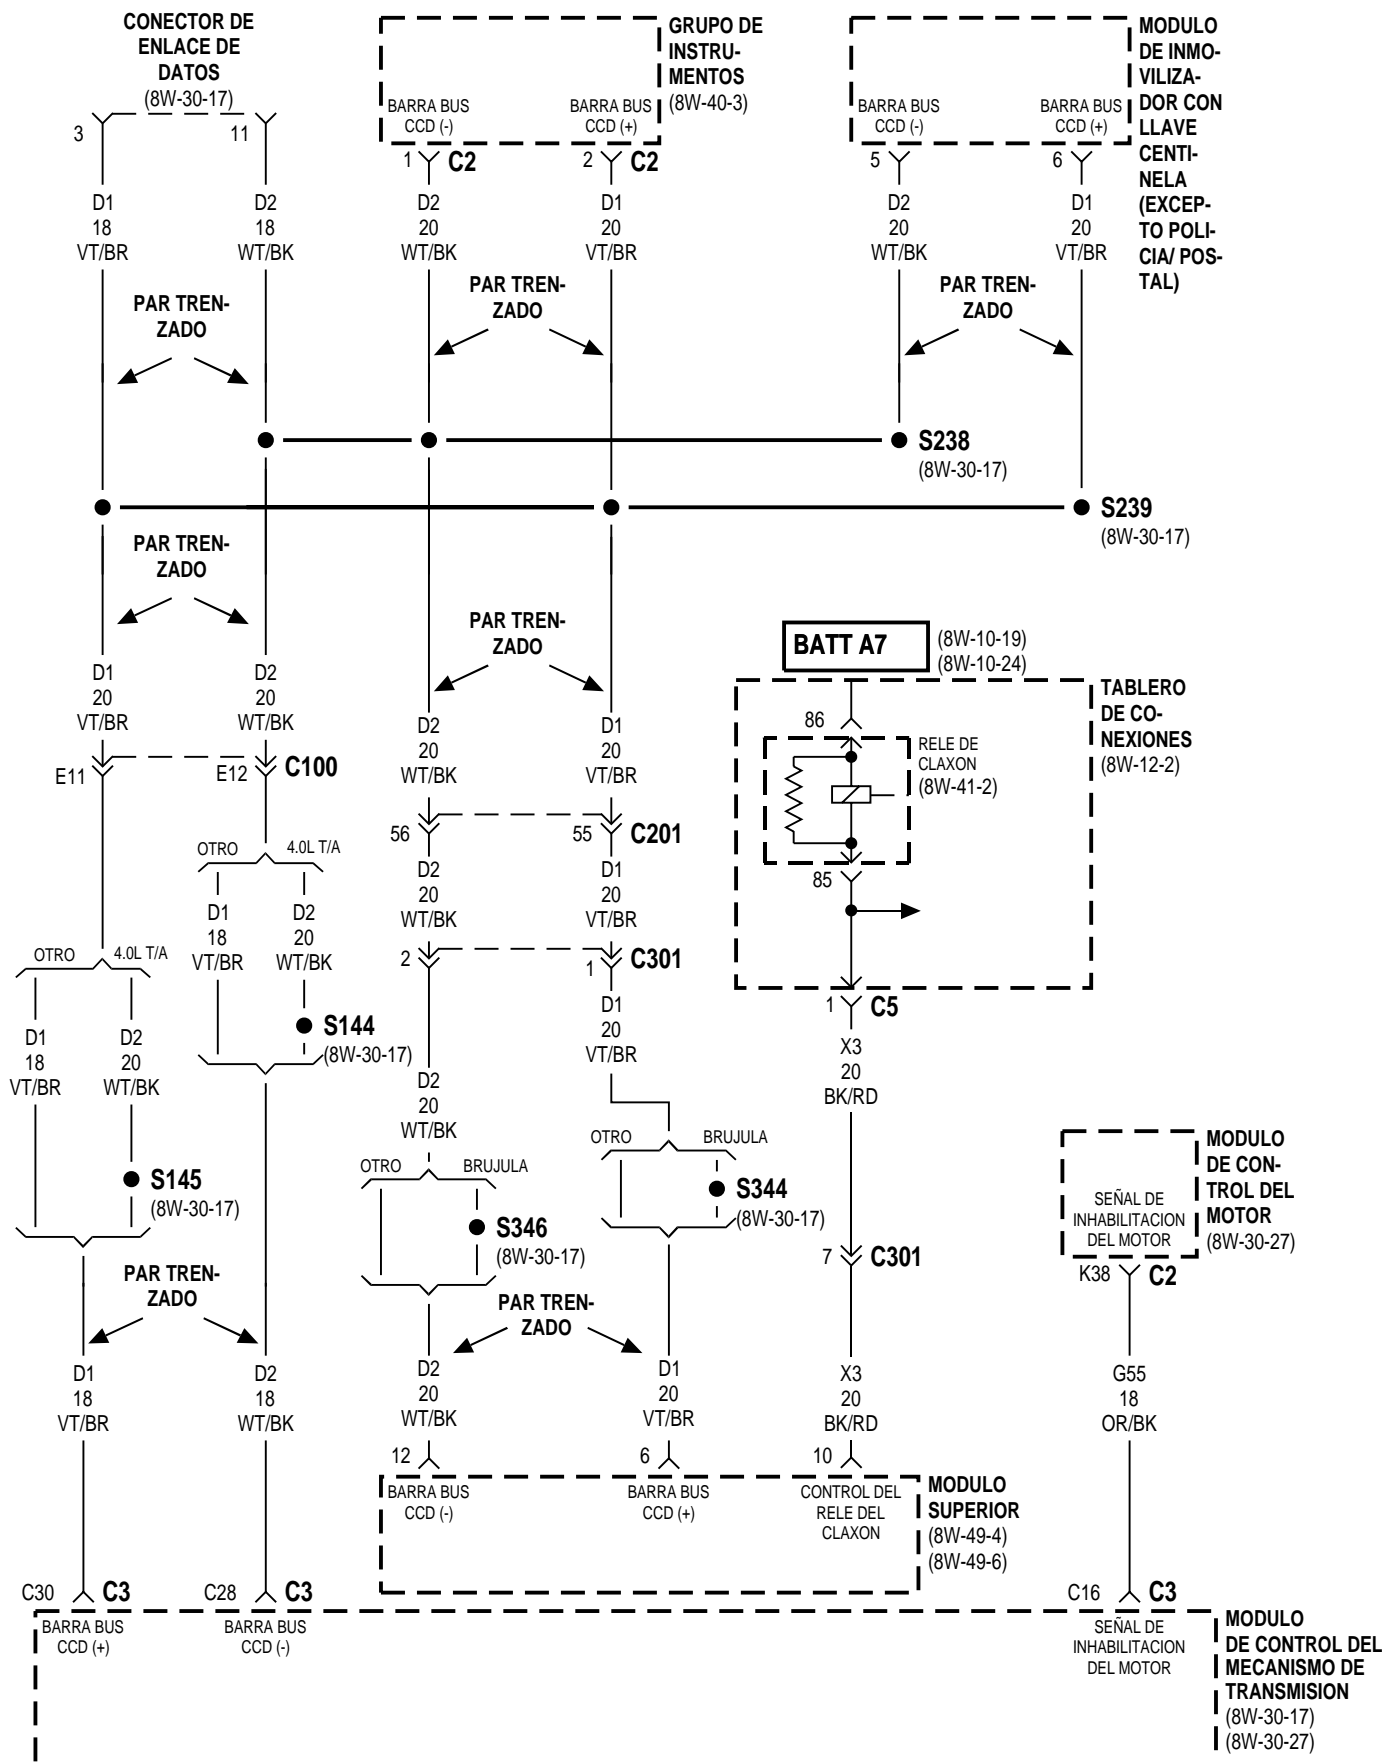 CONECTOR DE
ENLACE DE
DATOS
(8W-30-17)
3
11
GRUPO DE
INSTRU-
MENTOS
(8W-40-3)
BARRA BUS
CCD (-)
BARRA BUS
CCD (+)
1
C2
2
C2
MODULO
DE INMO-
VILIZA-
DOR CON
LLAVE
CENTI-
NELA
(EXCEP-
TO POLI-
CIA/ POS-
TAL)
BARRA BUS
CCD (-)
BARRA BUS
CCD (+)
5
6
D1
18
VT/BR
D2
18
WT/BK
D2
20
WT/BK
D1
20
VT/BR
D2
20
WT/BK
D1
20
VT/BR
PAR TREN-
ZADO
PAR TREN-
ZADO
PAR TREN-
ZADO
S238
(8W-30-17)
S239
(8W-30-17)
PAR TREN-
ZADO
PAR TREN-
ZADO
D1
20
VT/BR
D2
20
WT/BK
D2
20
WT/BK
D1
20
VT/BR
E11
E12
C100
56
55
C201
BATT A7
(8W-10-19)
(8W-10-24)
TABLERO
DE CO-
NEXIONES
(8W-12-2)
86
RELE DE
CLAXON
(8W-41-2)
85
1
C5
OTRO
4.0L T/A
D1
18
VT/BR
D2
20
WT/BK
D2
20
WT/BK
D1
20
VT/BR
2
1
C301
OTRO
4.0L T/A
D1
18
VT/BR
D2
20
WT/BK
S144
(8W-30-17)
D1
20
VT/BR
X3
20
BK/RD
D2
20
WT/BK
S145
(8W-30-17)
OTRO
BRUJULA
S346
(8W-30-17)
OTRO
BRUJULA
S344
(8W-30-17)
7
C301
MODULO
DE CON-
TROL DEL
MOTOR
(8W-30-27)
SEÑAL DE
INHABILITACION
DEL MOTOR
K38
C2
PAR TREN-
ZADO
PAR TREN-
ZADO
D1
18
VT/BR
D2
18
WT/BK
D2
20
WT/BK
D1
20
VT/BR
X3
20
BK/RD
G55
18
OR/BK
12
6
10
BARRA BUS
CCD (-)
BARRA BUS
CCD (+)
CONTROL DEL
RELE DEL
CLAXON
MODULO
SUPERIOR
(8W-49-4)
(8W-49-6)
C30
C3
C28
C3
C16
C3
BARRA BUS
CCD (+)
BARRA BUS
CCD (-)
SEÑAL DE
INHABILITACION
DEL MOTOR
MODULO
DE CONTROL DEL
MECANISMO DE
TRANSMISION
(8W-30-17)
(8W-30-27)